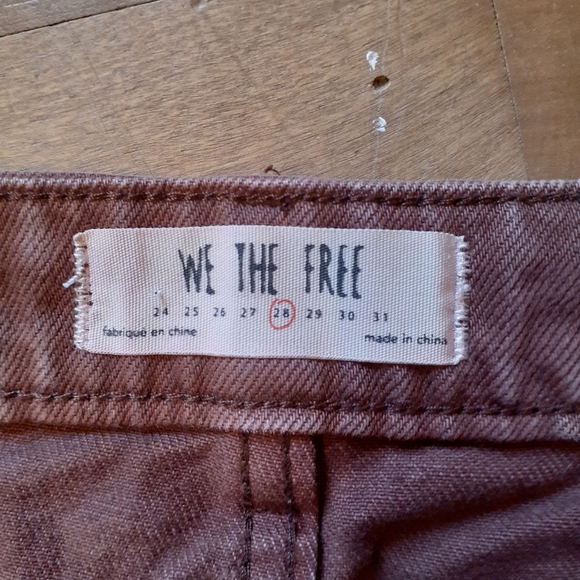 WE THE FREE
24 25 26 27 28 29 30 31
fabriqué en chine made in china